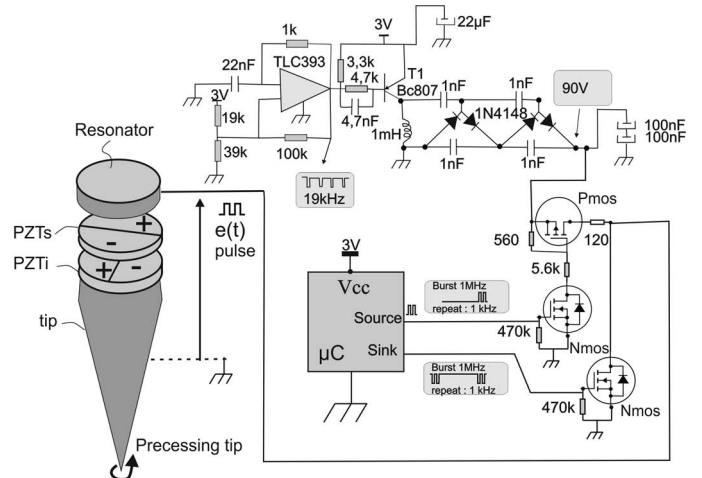 1k
3V
22µF
22nF
TLC393
3,3k
4,7k
T1
Bc807
1nF
1nF
90V
3V
19k
4,7nF
1mH
1N4148
100nF
100nF
39k
100k
1nF
1nF
19kHz
Resonator
Pmos
PZTs
+
-
e(t)
pulse
560
120
PZTi
+
-
3V
5.6k
tip
Vcc
Burst 1MHz
repeat : 1 kHz
Source
470k
Nmos
µC
Sink
Burst 1MHz
repeat : 1 kHz
470k
Nmos
Precessing tip